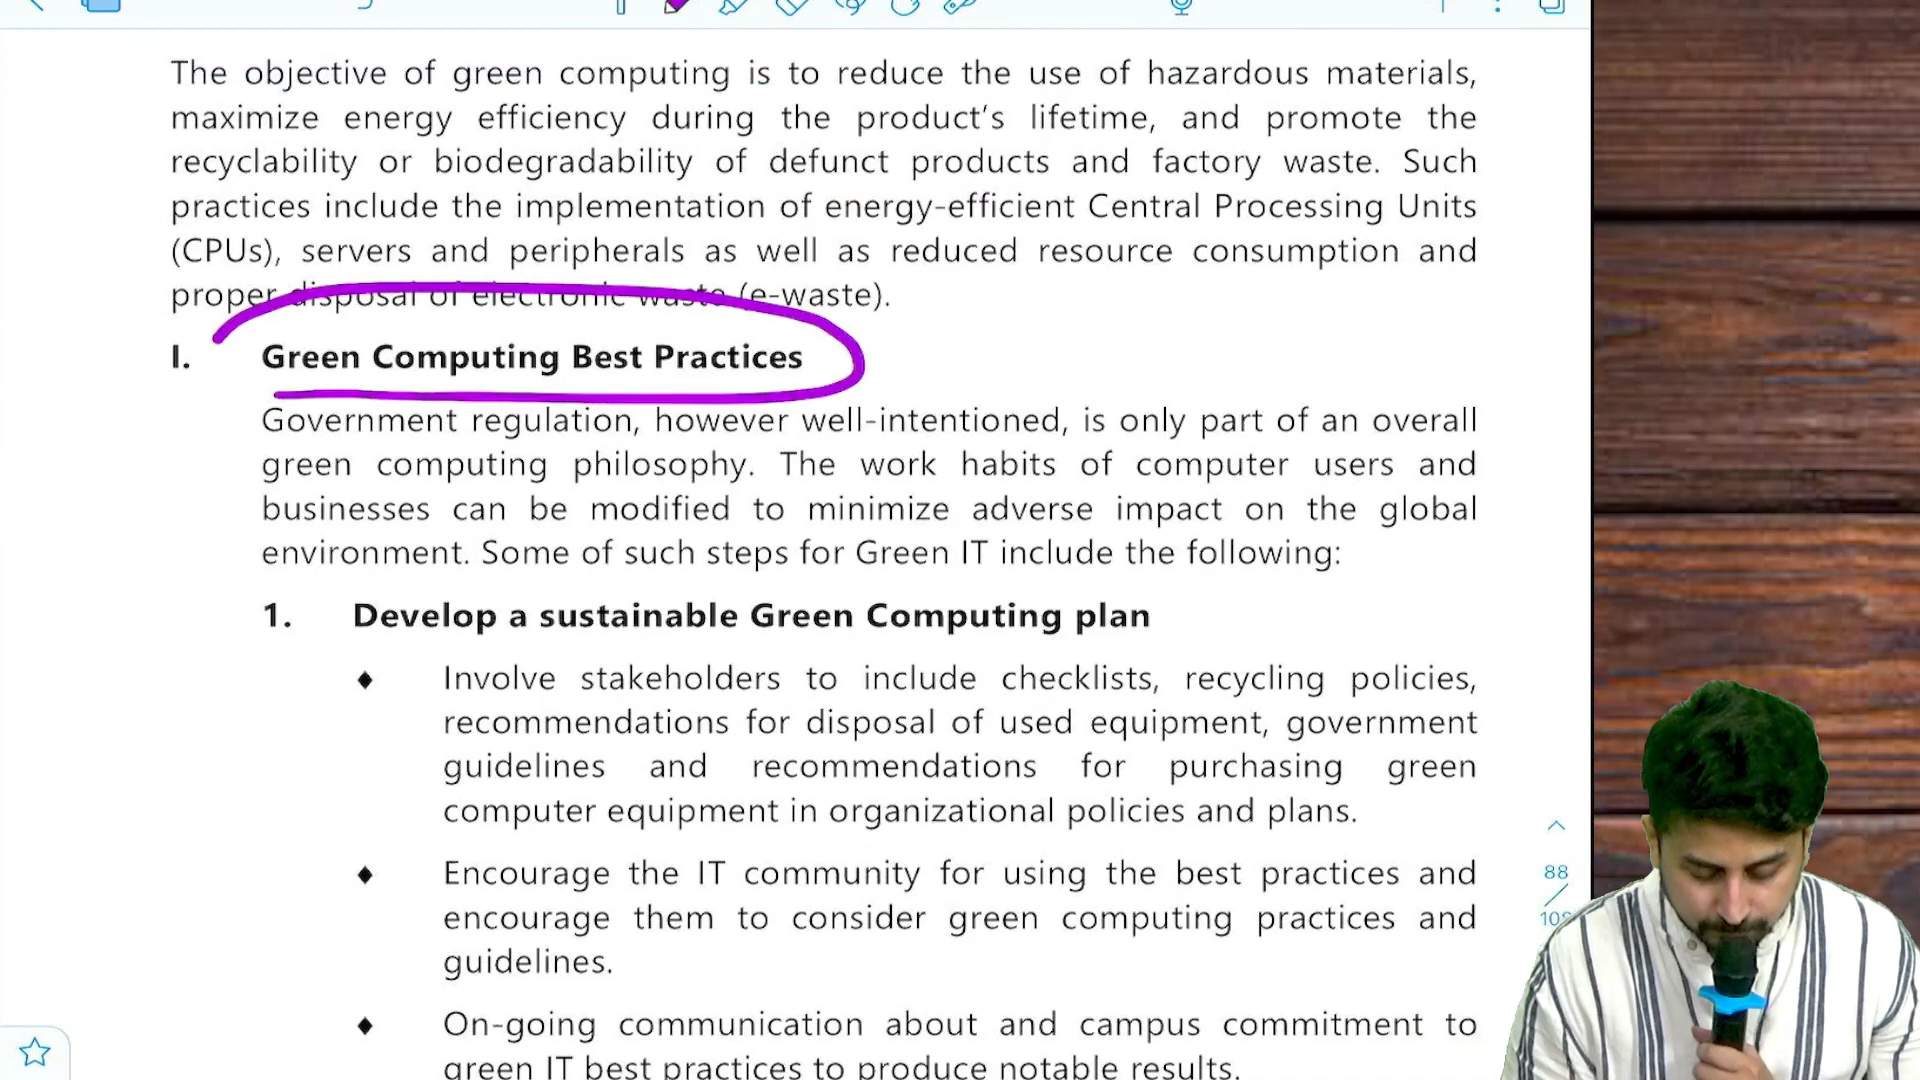 The objective of green computing is to reduce the use of hazardous materials,
maximize energy efficiency during the product's lifetime, and promote the
recyclability or biodegradability of defunct products and factory waste. Such
practices include the implementation of energy-efficient Central Processing Units
(CPUs), servers and peripherals as well as reduced resource consumption and
proper disposal of electronic waste (e-waste).
I. Green Computing Best Practices
Government regulation, however well-intentioned, is only part of an overall
green computing philosophy. The work habits of computer users and
businesses can be modified to minimize adverse impact on the global
environment. Some of such steps for Green IT include the following:
1. Develop a sustainable Green Computing plan
♦ Involve stakeholders to include checklists, recycling policies,
recommendations for disposal of used equipment, government
guidelines and recommendations for purchasing green
computer equipment in organizational policies and plans.
♦ Encourage the IT community for using the best practices and
encourage them to consider green computing practices and
guidelines.
♦ On-going communication about and campus commitment to
green IT best practices to produce notable results.
88